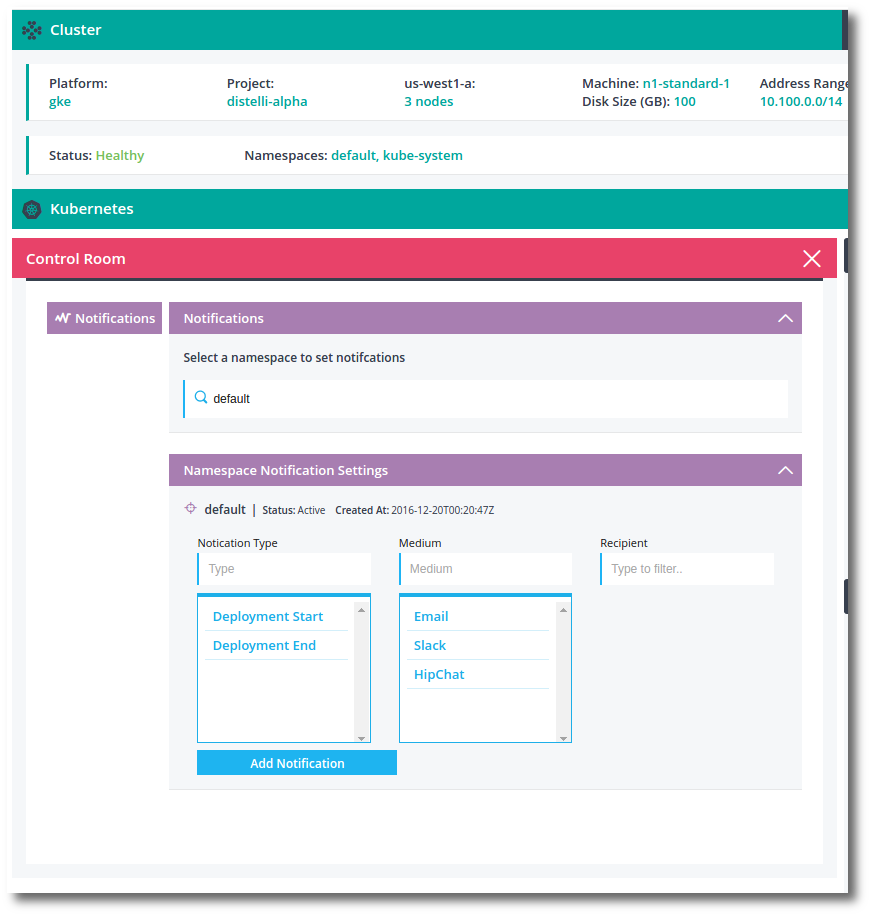 Cluster
Platform: Project: us-west1-a: Machine: n1-standard-1 Address Range
gke distelli-alpha 3 nodes Disk Size (GB): 100 10.100.0.0/14
Status: Healthy Namespaces: default, kube-system
Kubernetes
Control Room
Notifications
Notifications
Select a namespace to set notifcations
default
Namespace Notification Settings
default | Status: Active Created At: 2016-12-20T00:20:47Z
Notication Type Medium Recipient
Type Medium Type to filter..
Deployment Start Email
Deployment End Slack
HipChat
Add Notification